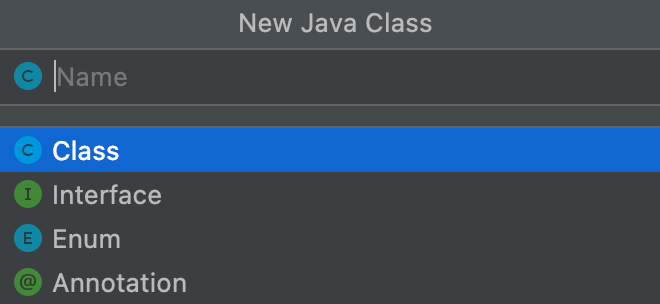 New Java Class
C Name
C Class
I Interface
E Enum
@ Annotation